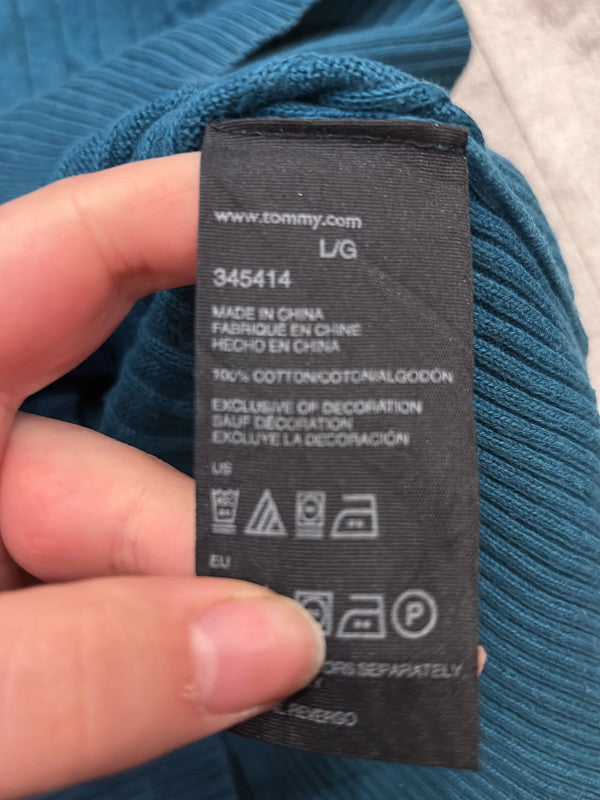 www.tommy.com
L/G
345414
MADE IN CHINA
FABRIQUÉ EN CHINE
HECHO EN CHINA
100% COTTON/COTON/ALGODÓN
EXCLUSIVE OF DECORATION
SAUF DÉCORATION
EXCLUYE LA DECORACIÓN
US
EU
P
SEPARATELY
REVERSO